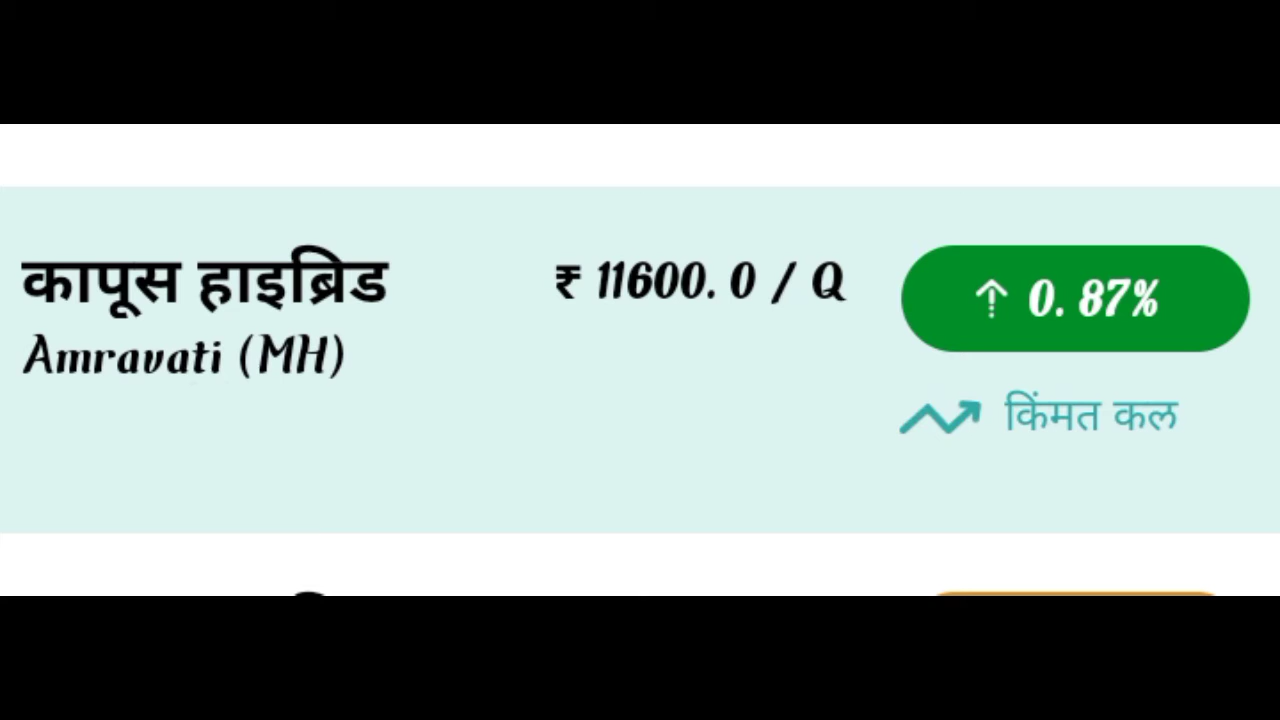 कापूस हाइब्रिड ₹ 11600.0 / Q ↑ 0.87%
Amravati (MH)
किंमत कल